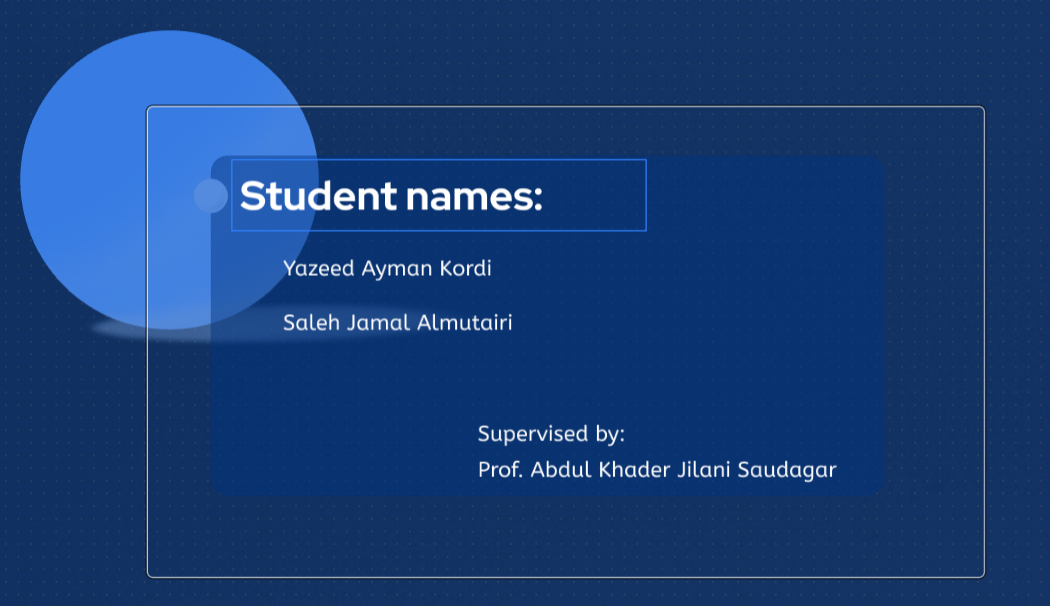 Student names:
Yazeed Ayman Kordi
Saleh Jamal Almutairi
Supervised by:
Prof. Abdul Khader Jilani Saudagar